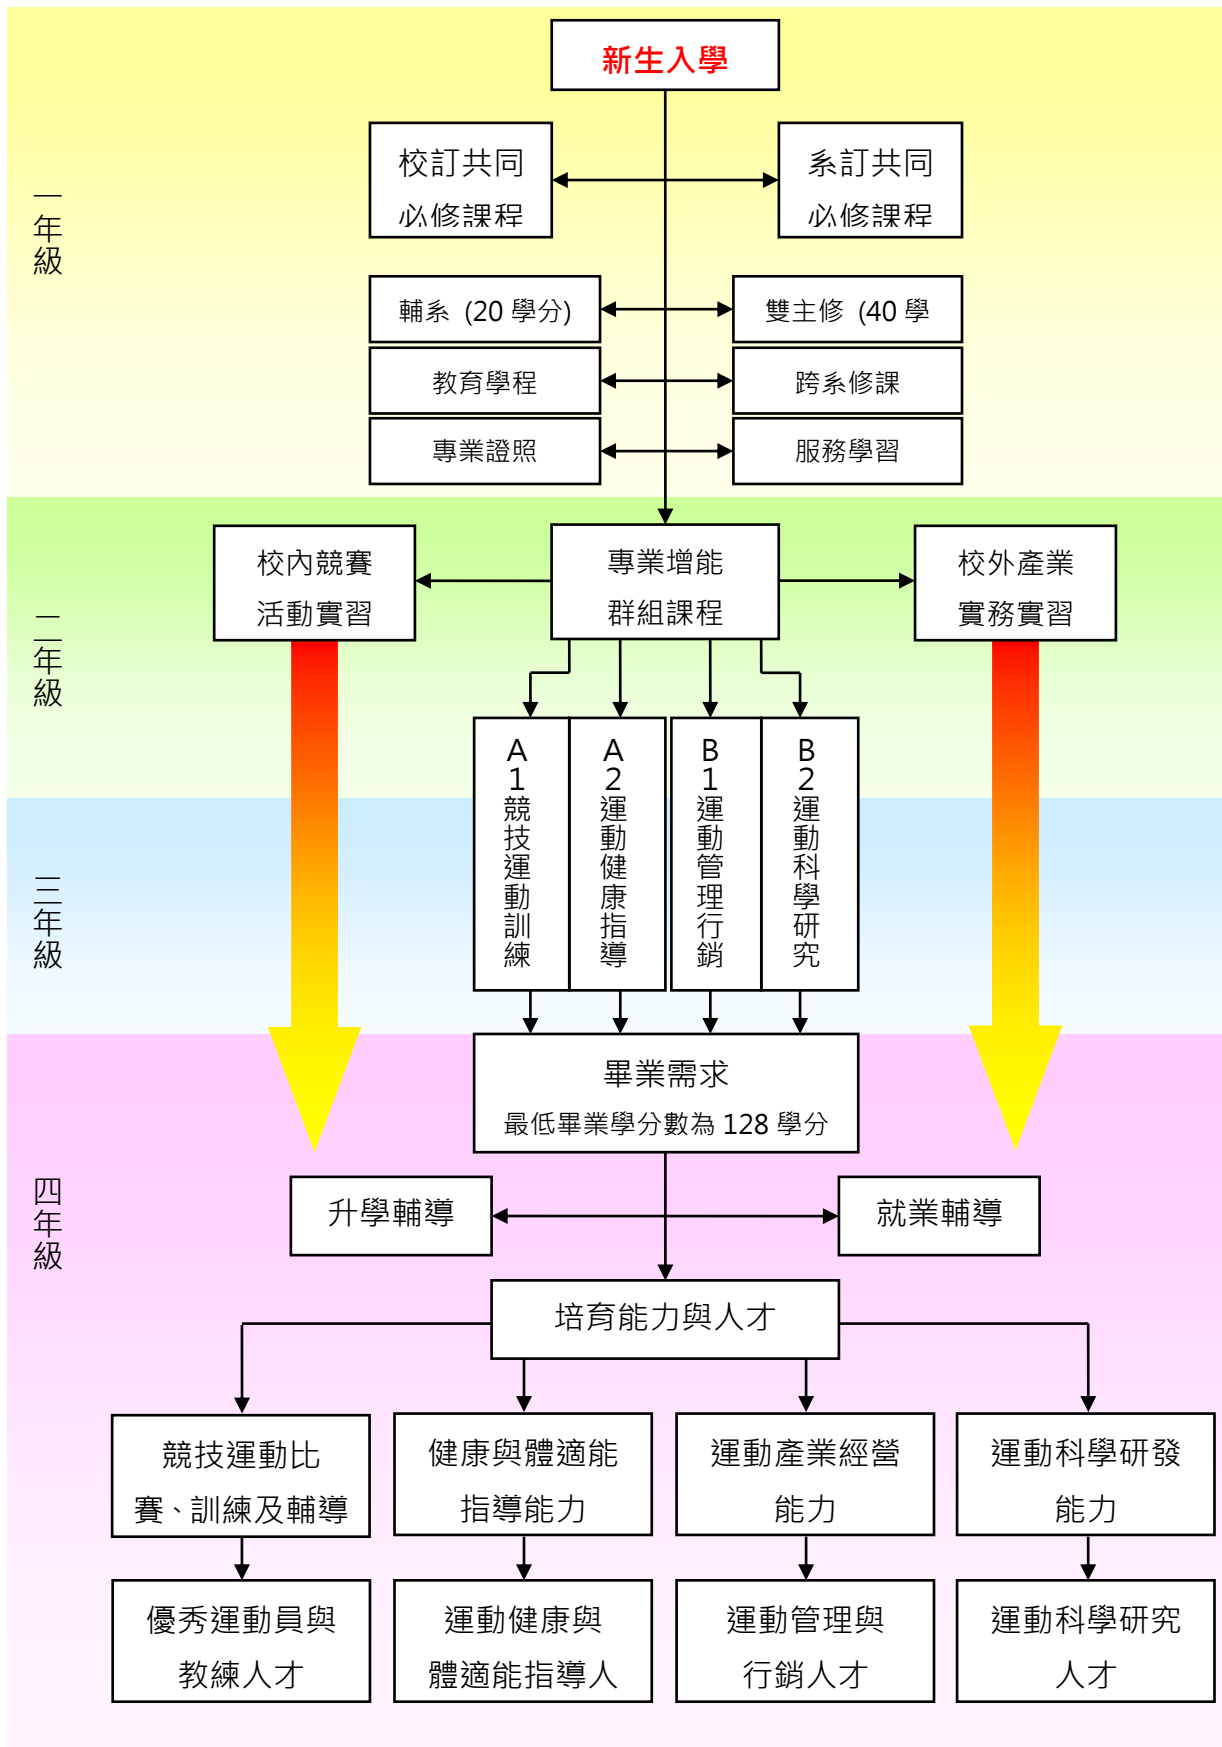 新生入學
校訂共同
必修課程
系訂共同
必修課程
一年級
輔系 (20 學分)
雙主修 (40 學
教育學程
跨系修課
專業證照
服務學習
校內競賽
活動實習
專業增能
群組課程
校外產業
實務實習
二年級
A1競技運動訓練
A2運動健康指導
B1運動管理行銷
B2運動科學研究
三年級
畢業需求
最低畢業學分數為 128 學分
四年級
升學輔導
就業輔導
培育能力與人才
競技運動比
賽、訓練及輔導
健康與體適能
指導能力
運動產業經營
能力
運動科學研發
能力
優秀運動員與
教練人才
運動健康與
體適能指導人
運動管理與
行銷人才
運動科學研究
人才